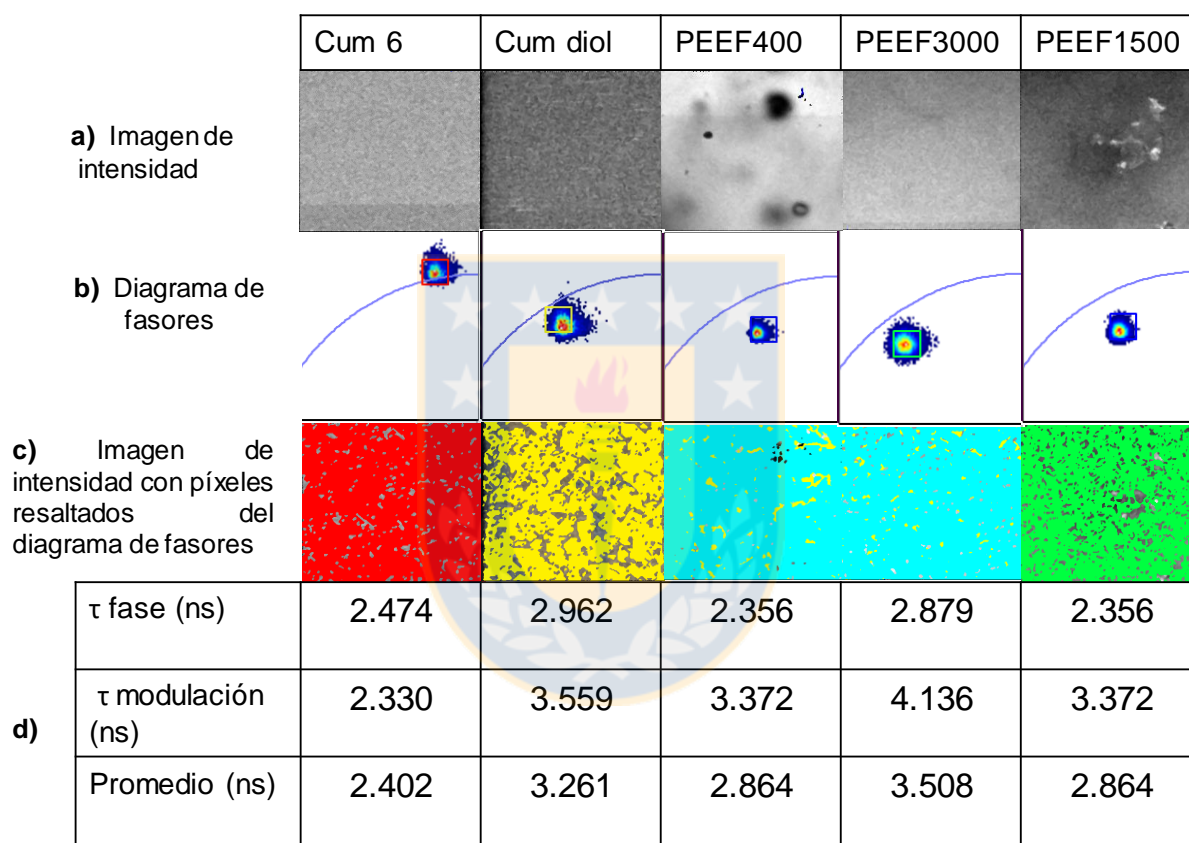 Cum 6 Cum diol PEEF400 PEEF3000 PEEF1500
a) Imagen de
intensidad
b) Diagrama de
fasores
c) Imagen de
intensidad con píxeles
resaltados del
diagrama de fasores
d)
τ fase (ns) 2.474 2.962 2.356 2.879 2.356
τ modulación
(ns) 2.330 3.559 3.372 4.136 3.372
Promedio (ns) 2.402 3.261 2.864 3.508 2.864